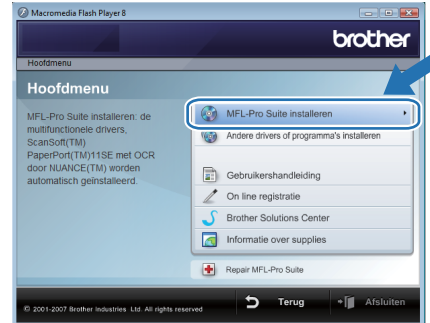 Macromedia Flash Player 8
brother
Hoofdmenu
Hoofdmenu
MFL-Pro Suite installeren: de
multifunctionele drivers,
ScanSoft(TM)
PaperPort(TM)11SE met OCR
door NUANCE(TM) worden
automatisch geïnstalleerd.
MFL-Pro Suite installeren
Andere drivers of programma's installeren
Gebruikershandleiding
On line registratie
Brother Solutions Center
Informatie over supplies
Repair MFL-Pro Suite
© 2001-2007 Brother Industries Ltd. All rights reserved
Terug
Afsluiten